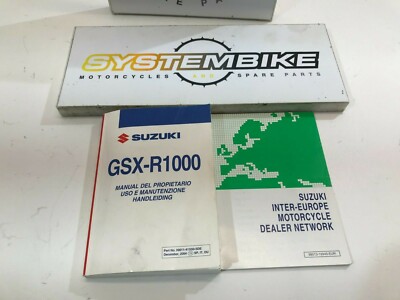 SYSTEMBIKE
MOTORCYCLES
SPARE PARTS
SUZUKI
GSX-R1000
MANUAL DEL PROPIETARIO
USO E MANUTENZIONE
HANDLEIDING
SUZUKI
INTER-EUROPE
MOTORCYCLE
DEALER NETWORK